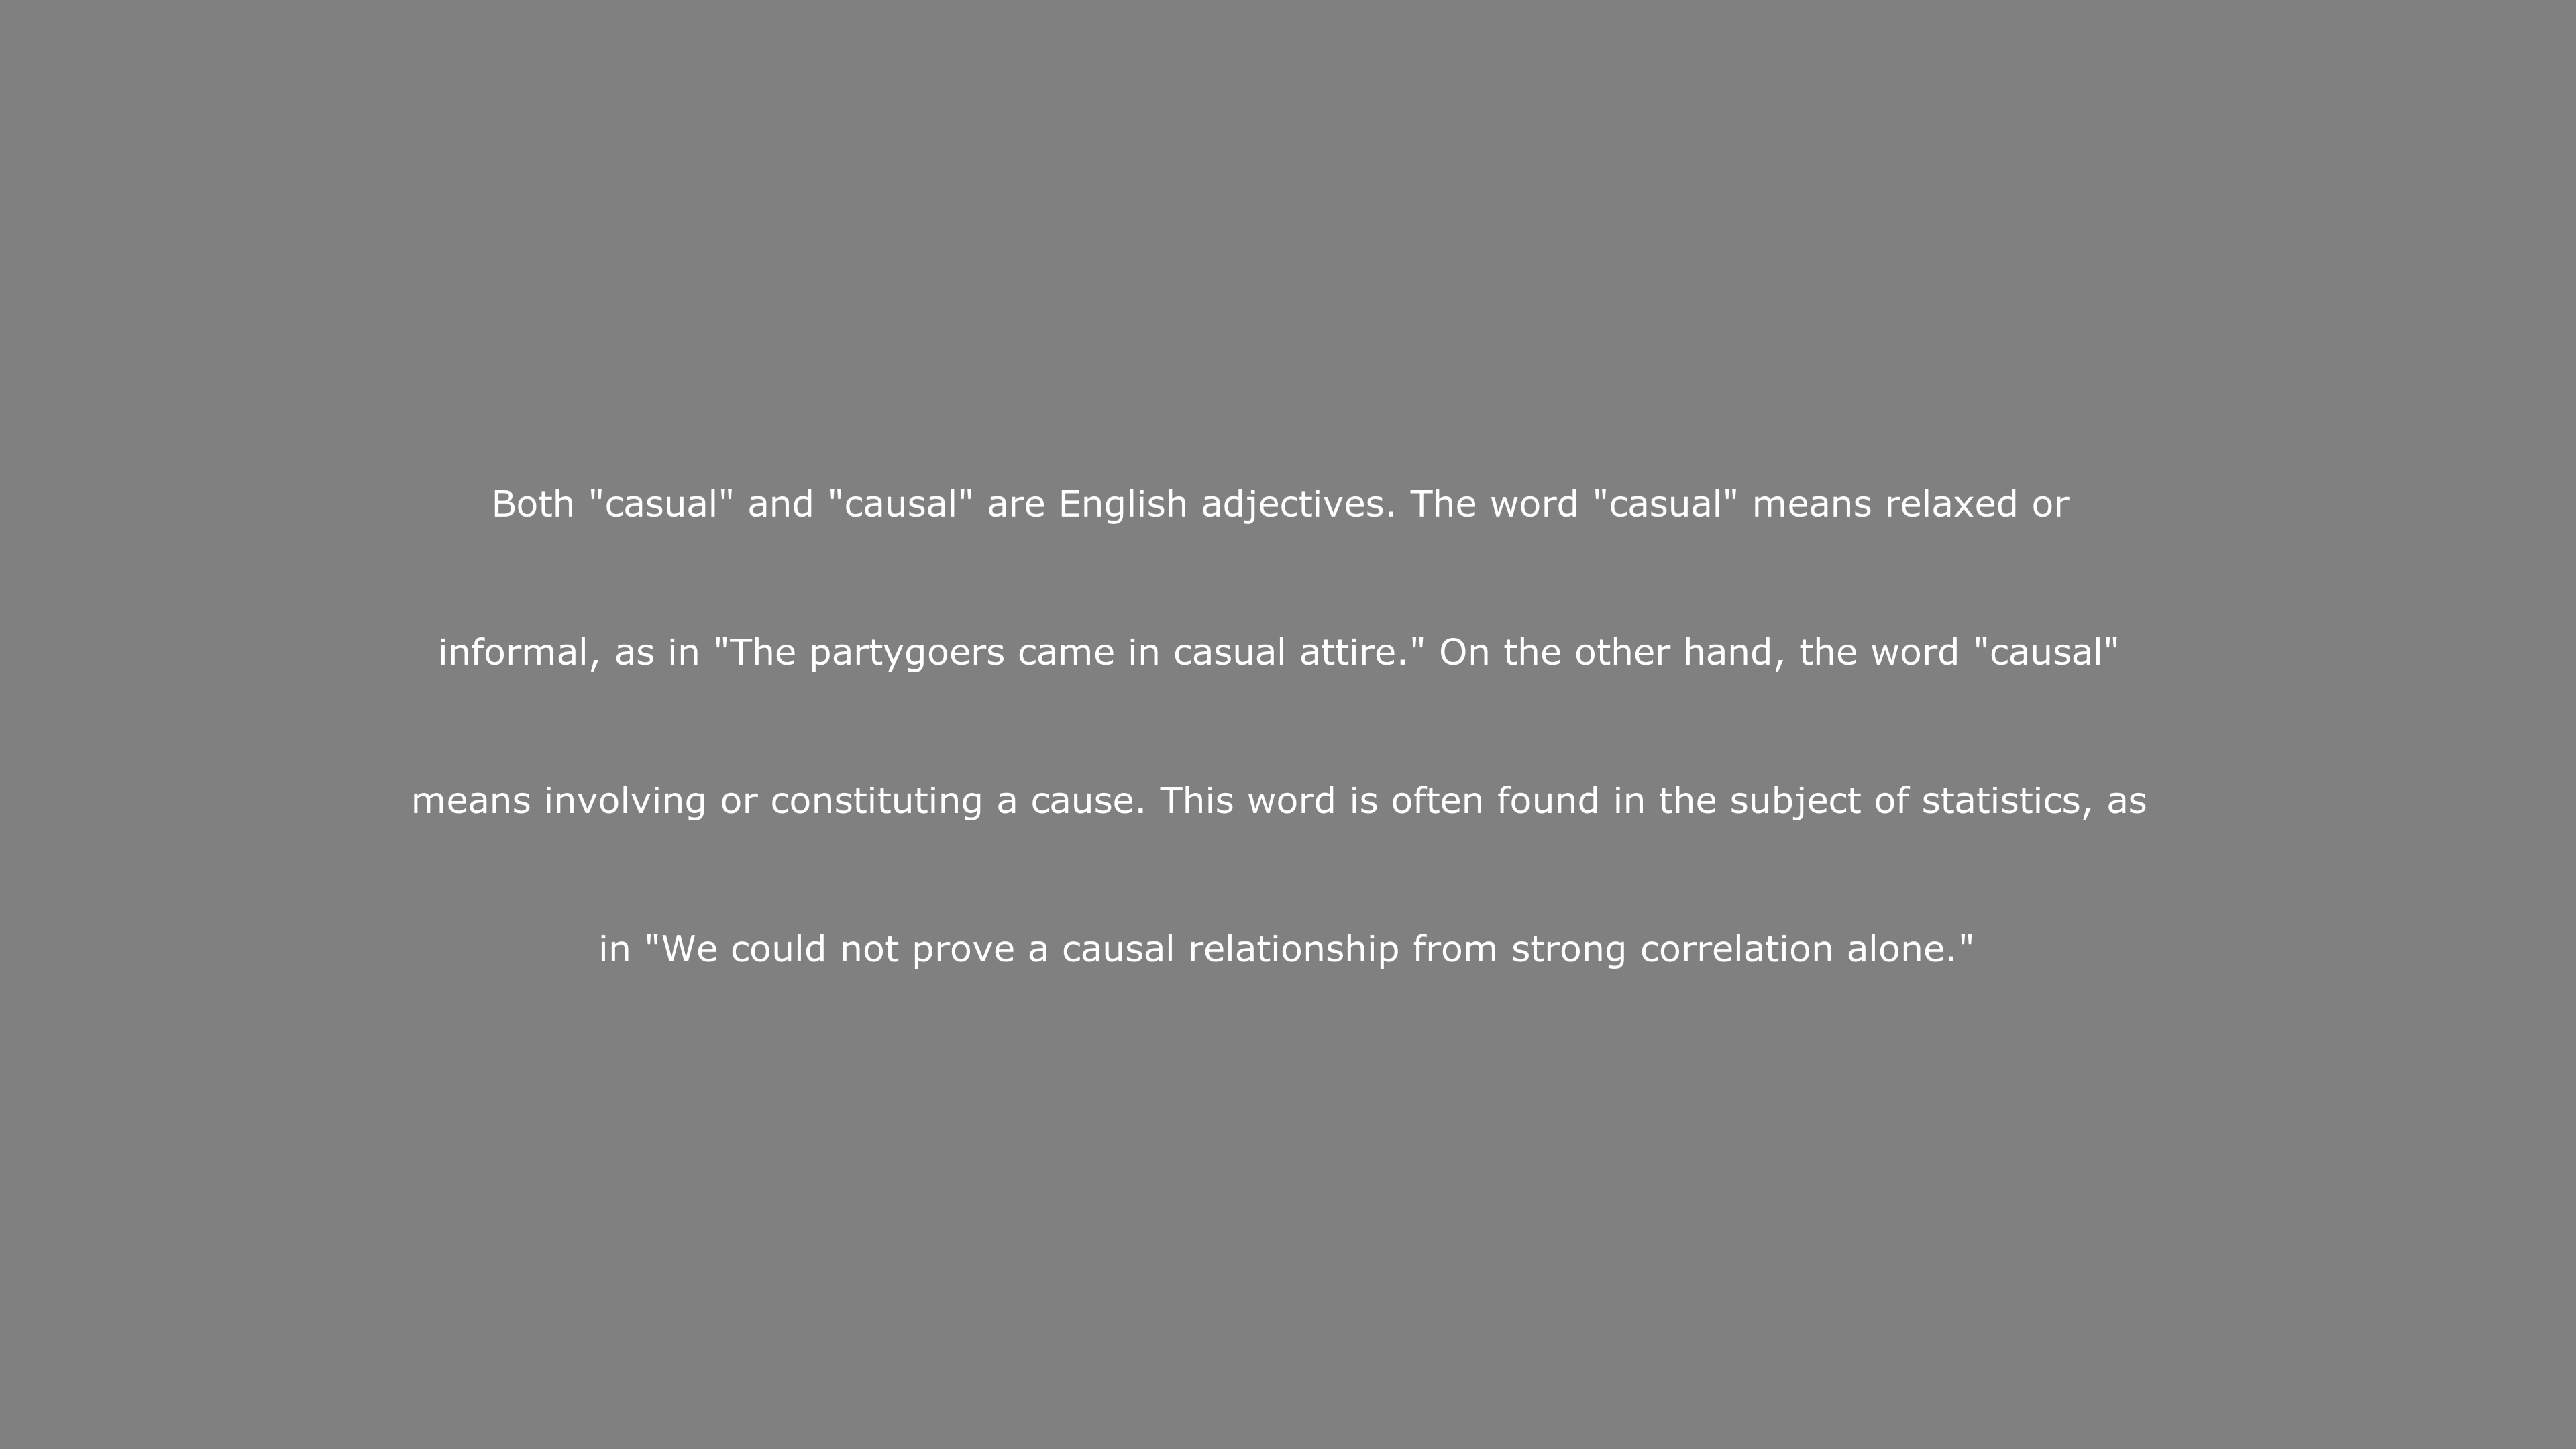 Both "casual" and "causal" are English adjectives. The word "casual" means relaxed or
informal, as in "The partygoers came in casual attire." On the other hand, the word "causal"
means involving or constituting a cause. This word is often found in the subject of statistics, as
in "We could not prove a causal relationship from strong correlation alone."